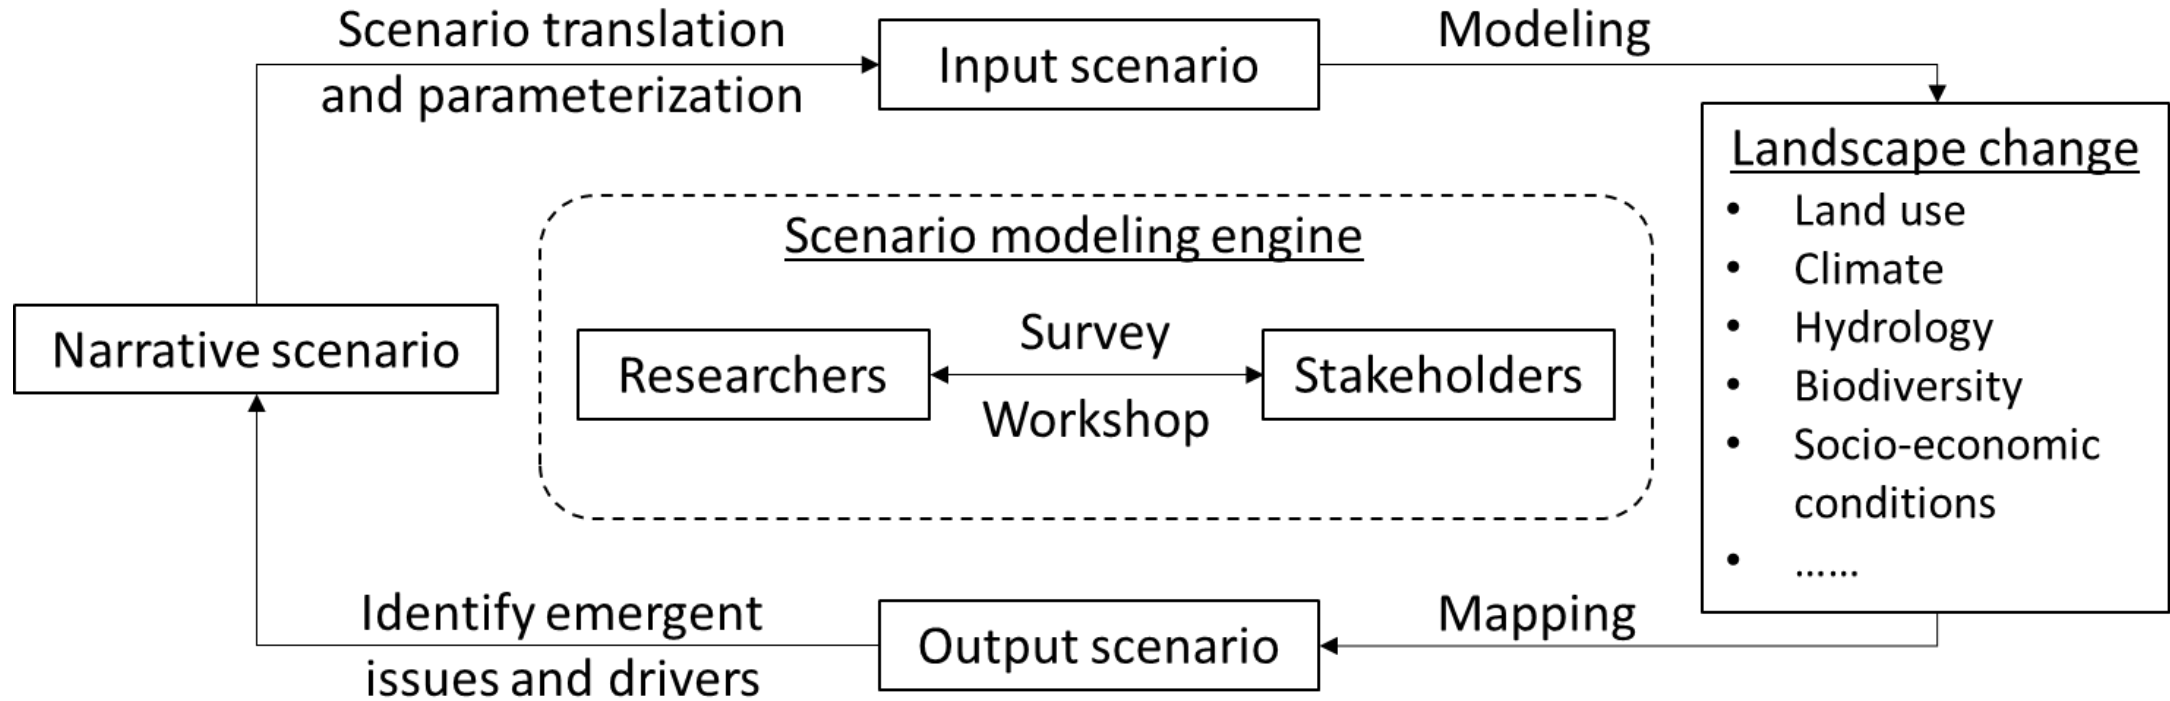 Scenario translation
and parameterization
Input scenario
Modeling
Landscape change
• Land use
• Climate
• Hydrology
• Biodiversity
• Socio-economic
conditions
• ……
Scenario modeling engine
Researchers
Survey
Workshop
Stakeholders
Narrative scenario
Identify emergent
issues and drivers
Output scenario
Mapping